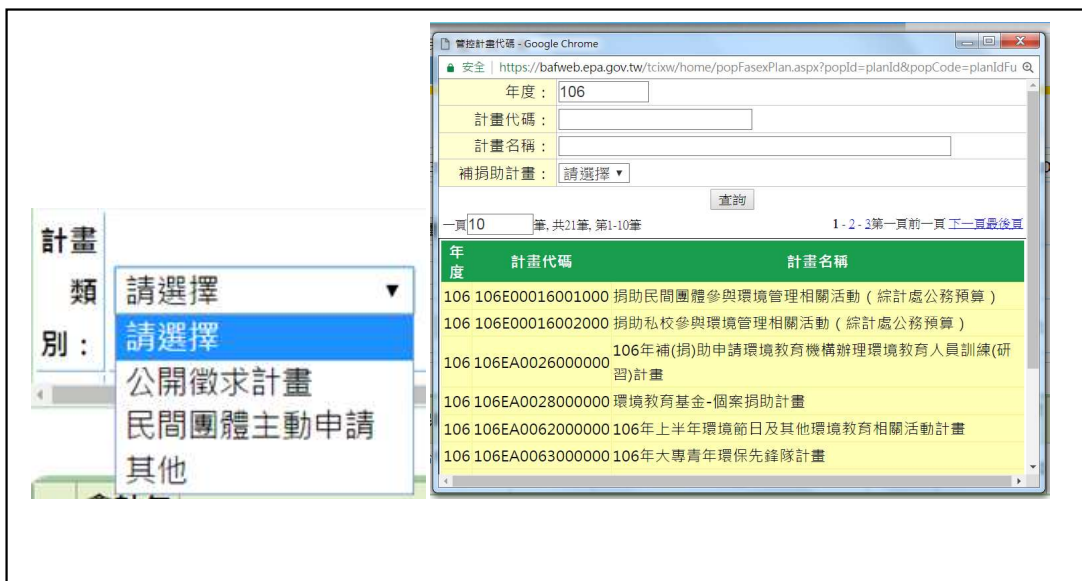 計畫
類
別：
請選擇
請選擇
公開徵求計畫
民間團體主動申請
其他
管控計畫代碼 - Google Chrome
安全 | https://bafweb.epa.gov.tw/tcixw/home/popFasexPlan.aspx?popId=planId&popCode=planIdFu
年度： 106
計畫代碼：
計畫名稱：
補捐助計畫： 請選擇
查詢
一頁 10 筆, 共21筆, 第1-10筆 1 - 2 - 3第一頁前一頁 下一頁最後頁
年度 計畫代碼 計畫名稱
106 106E00016001000 捐助民間團體參與環境管理相關活動（綜計處公務預算）
106 106E00016002000 捐助私校參與環境管理相關活動（綜計處公務預算）
106 106EA0026000000 106年補(捐)助申請環境教育機構辦理環境教育人員訓練(研
習)計畫
106 106EA0028000000 環境教育基金-個案捐助計畫
106 106EA0062000000 106年上半年環境節日及其他環境教育相關活動計畫
106 106EA0063000000 106年大專青年環保先鋒隊計畫